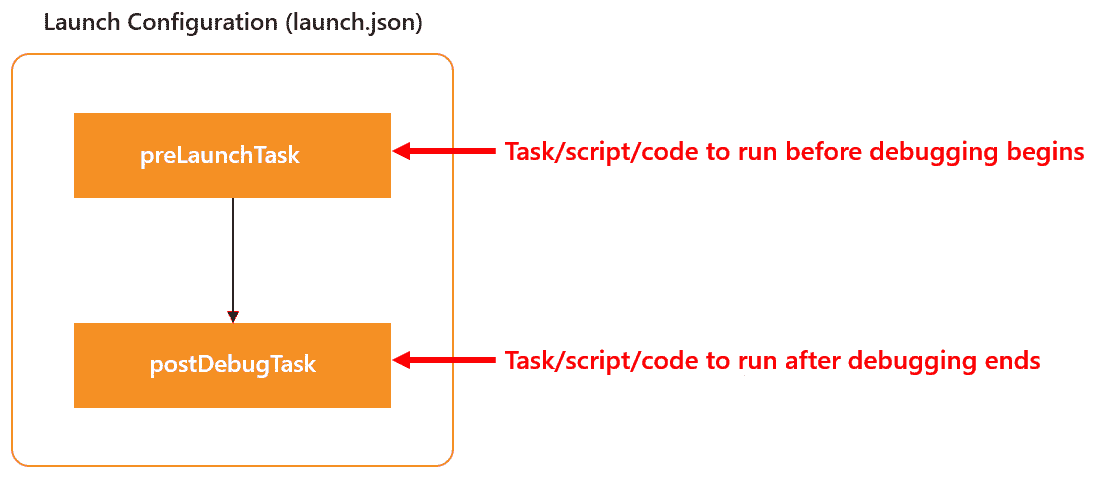 Launch Configuration (launch.json)
preLaunchTask
Task/script/code to run before debugging begins
postDebugTask
Task/script/code to run after debugging ends